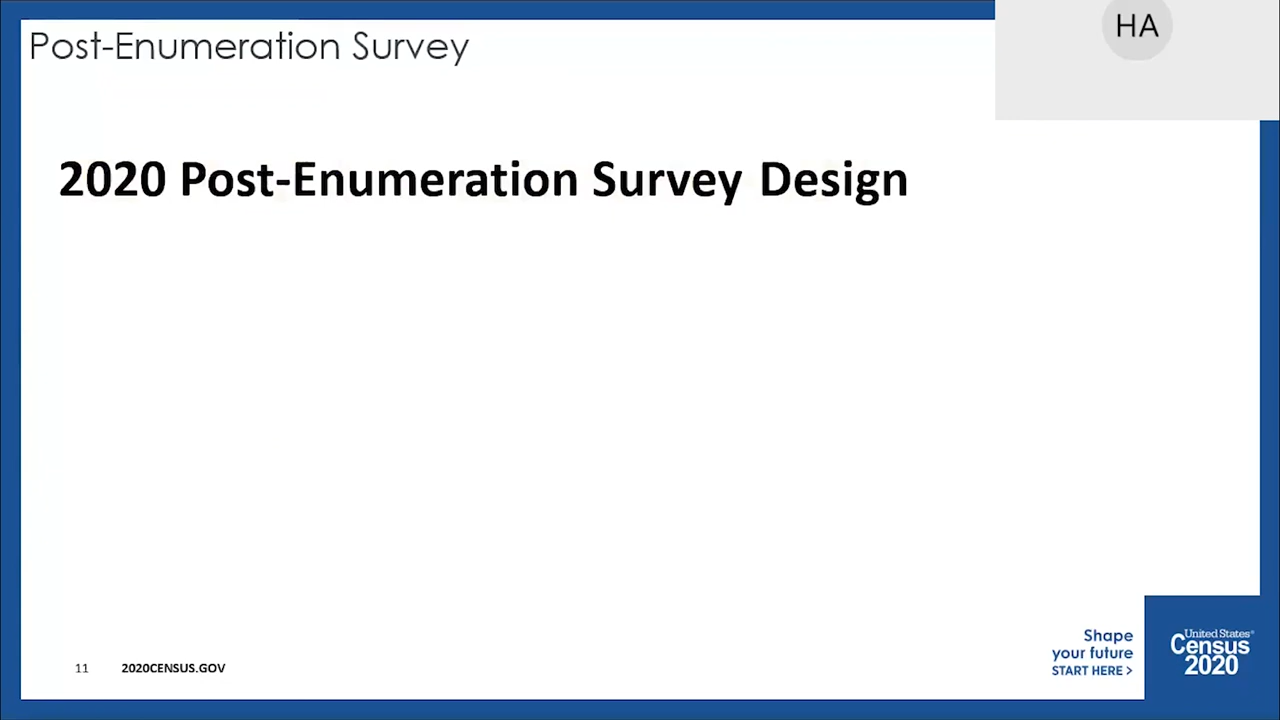 Post-Enumeration Survey
HA
2020 Post-Enumeration Survey Design
11 2020CENSUS.GOV
Shape
your future
START HERE >
United States®
Census
2020